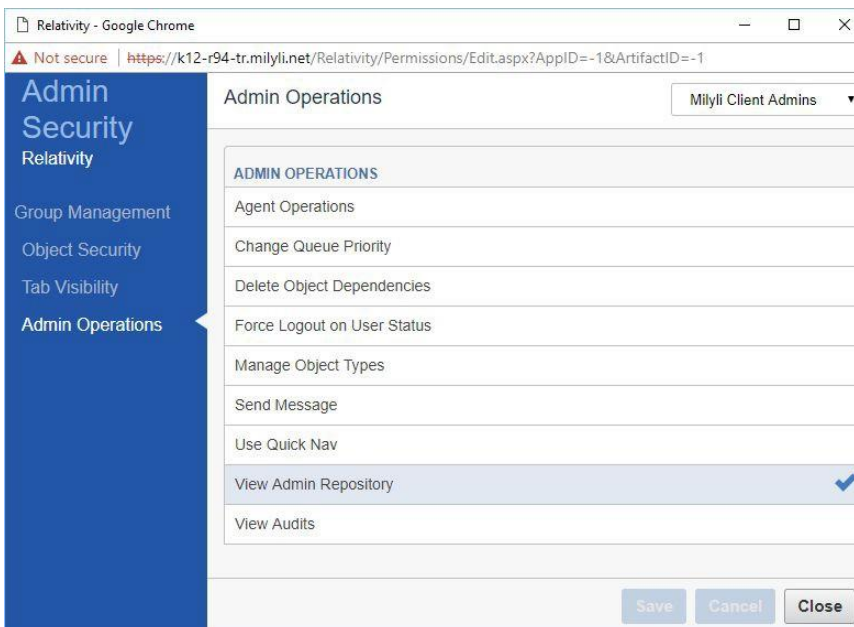 Relativity - Google Chrome
Not secure | https://k12-r94-tr.milyli.net/Relativity/Permissions/Edit.aspx?AppID=-1&ArtifactID=-1
Admin
Security
Relativity
Group Management
Object Security
Tab Visibility
Admin Operations
Admin Operations
Milyli Client Admins
ADMIN OPERATIONS
Agent Operations
Change Queue Priority
Delete Object Dependencies
Force Logout on User Status
Manage Object Types
Send Message
Use Quick Nav
View Admin Repository
View Audits
Save
Cancel
Close